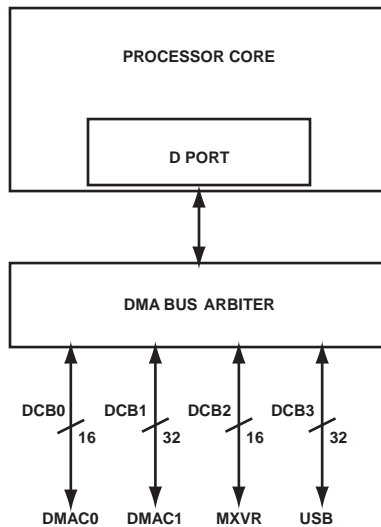 PROCESSOR CORE
D PORT
DMA BUS ARBITER
DCB0 DCB1 DCB2 DCB3
16 32 16 32
DMAC0 DMAC1 MXVR USB